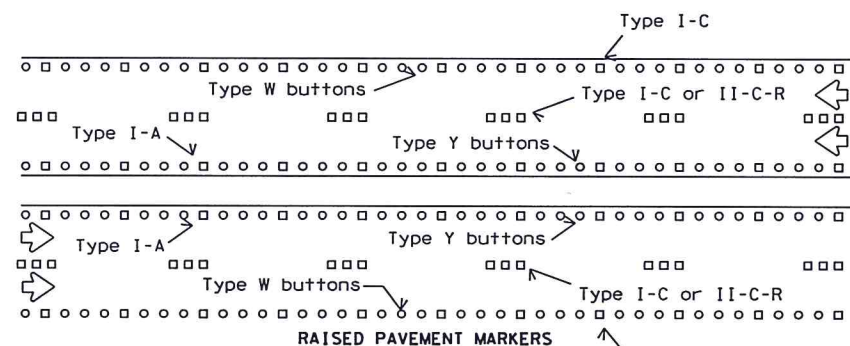 Type I-C
Type W buttons
Type I-C or II-C-R
Type I-A
Type Y buttons
Type I-A
Type Y buttons
Type W buttons
Type I-C or II-C-R
RAISED PAVEMENT MARKERS